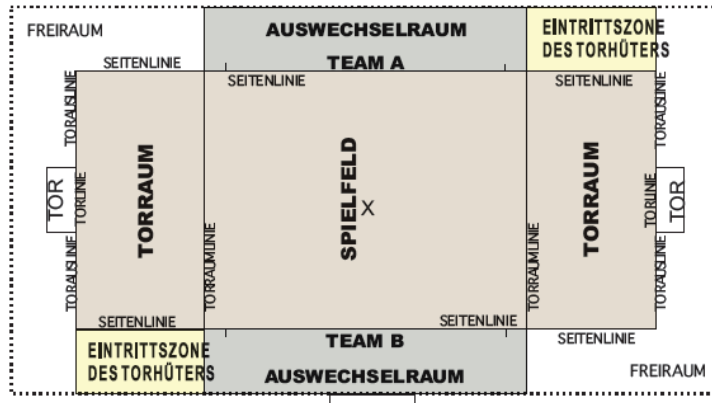 FREIRAUM
AUSWECHSELRAUM
TEAM A
EINTRITTSZONE
DES TORHÜTERS
SEITENLINIE
SEITENLINIE
SEITENLINIE
TORAUSLINIE
TORAUSLINIE
TOR
TORLINIE
TORRAUM
SPIELFELD
X
TORRAUM
TORLINIE
TOR
TORAUSLINIE
TORRAUMLINIE
TORRAUMLINIE
TORAUSLINIE
SEITENLINIE
SEITENLINIE
SEITENLINIE
EINTRITTSZONE
DES TORHÜTERS
TEAM B
AUSWECHSELRAUM
FREIRAUM